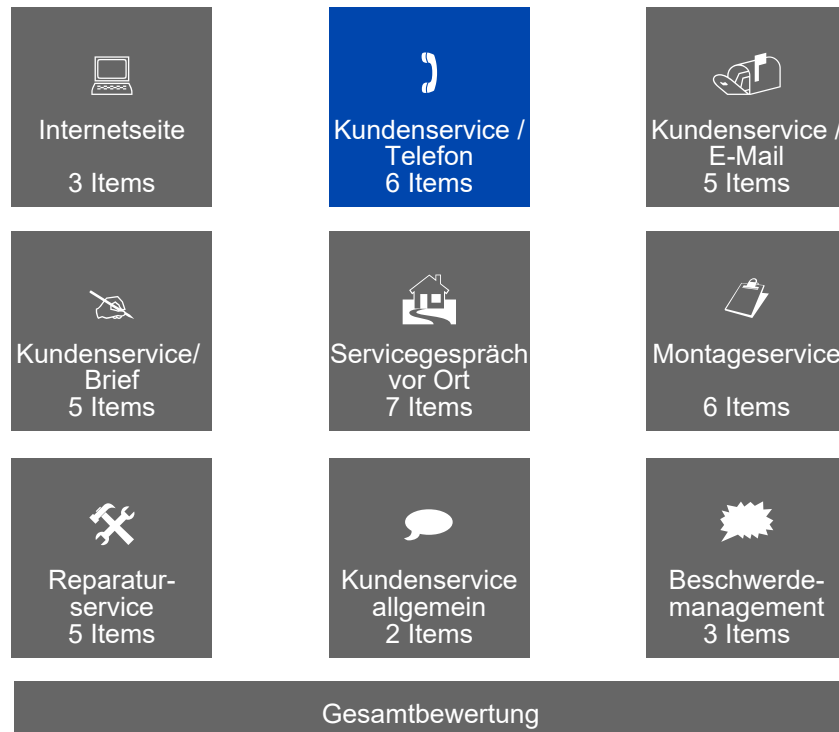 Internetseite
3 Items
Kundenservice /
Telefon
6 Items
Kundenservice /
E-Mail
5 Items
Kundenservice/
Brief
5 Items
Servicegespräch
vor Ort
7 Items
Montageservice
6 Items
Reparatur-
service
5 Items
Kundenservice
allgemein
2 Items
Beschwerde-
management
3 Items
Gesamtbewertung